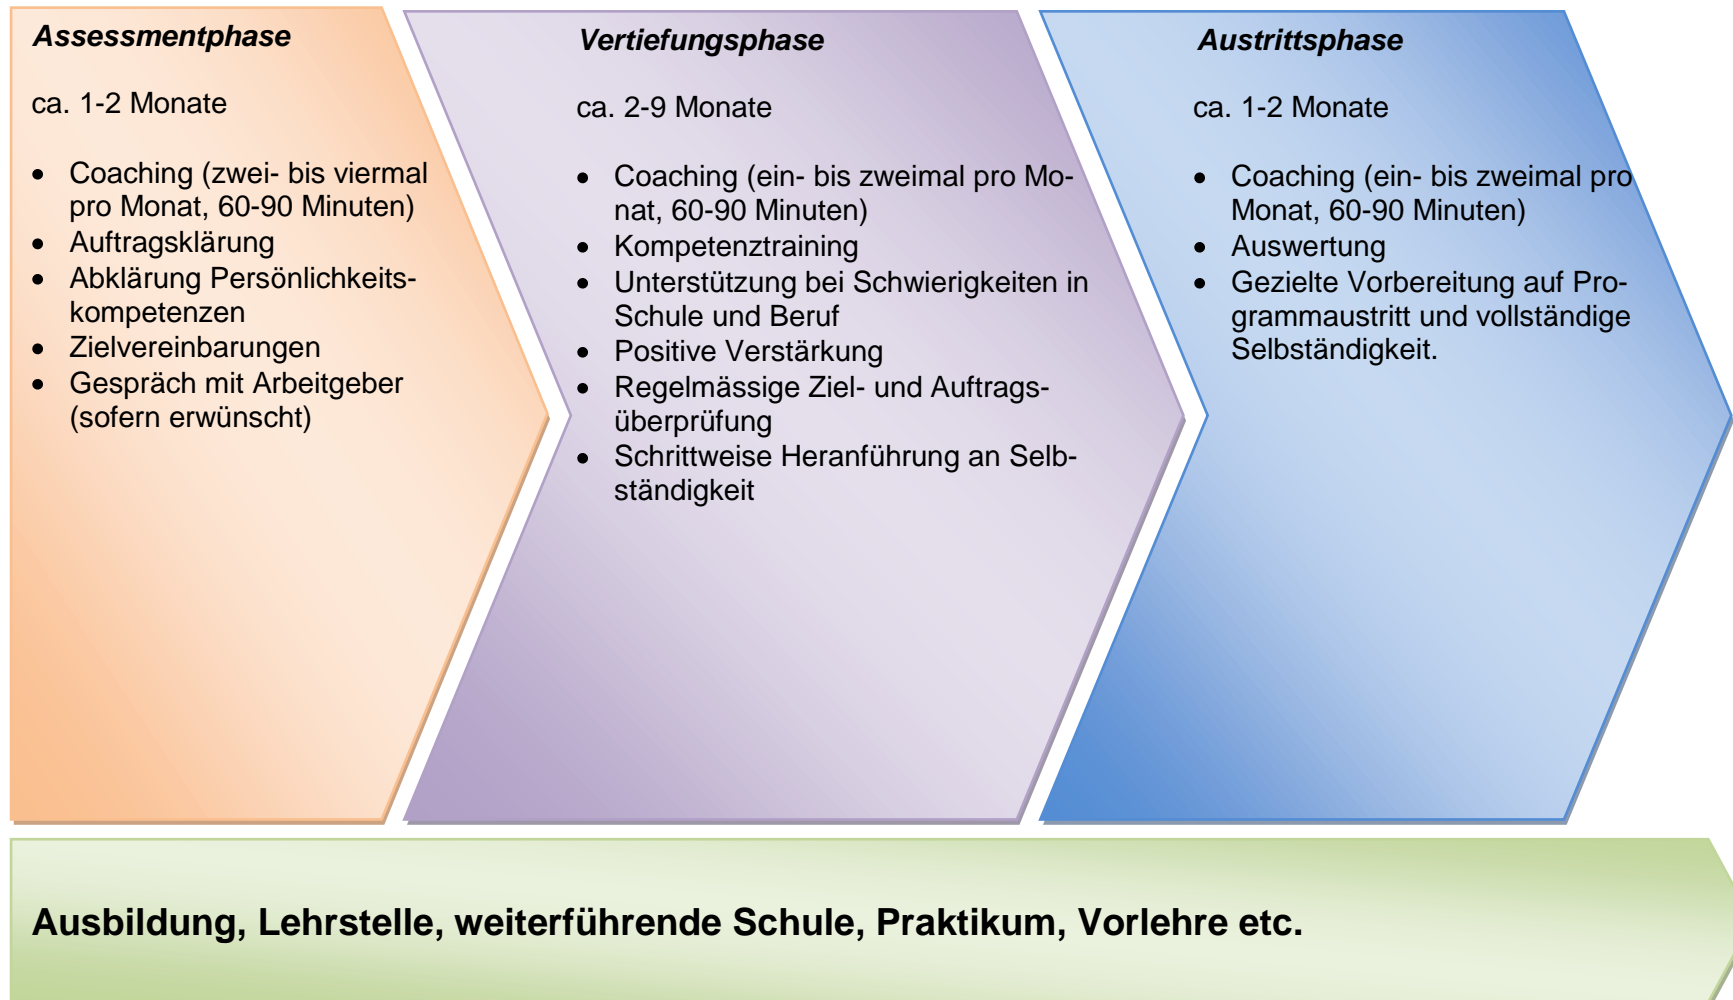 Assessmentphase
ca. 1-2 Monate
• Coaching (zwei- bis viermal
pro Monat, 60-90 Minuten)
• Auftragsklärung
• Abklärung Persönlichkeits-
kompetenzen
• Zielvereinbarungen
• Gespräch mit Arbeitgeber
(sofern erwünscht)
Vertiefungsphase
ca. 2-9 Monate
• Coaching (ein- bis zweimal pro Mo-
nat, 60-90 Minuten)
• Kompetenztraining
• Unterstützung bei Schwierigkeiten in
Schule und Beruf
• Positive Verstärkung
• Regelmässige Ziel- und Auftrags-
überprüfung
• Schrittweise Heranführung an Selb-
ständigkeit
Austrittsphase
ca. 1-2 Monate
• Coaching (ein- bis zweimal pro
Monat, 60-90 Minuten)
• Auswertung
• Gezielte Vorbereitung auf Pro-
grammaustritt und vollständige
Selbständigkeit.
Ausbildung, Lehrstelle, weiterführende Schule, Praktikum, Vorlehre etc.